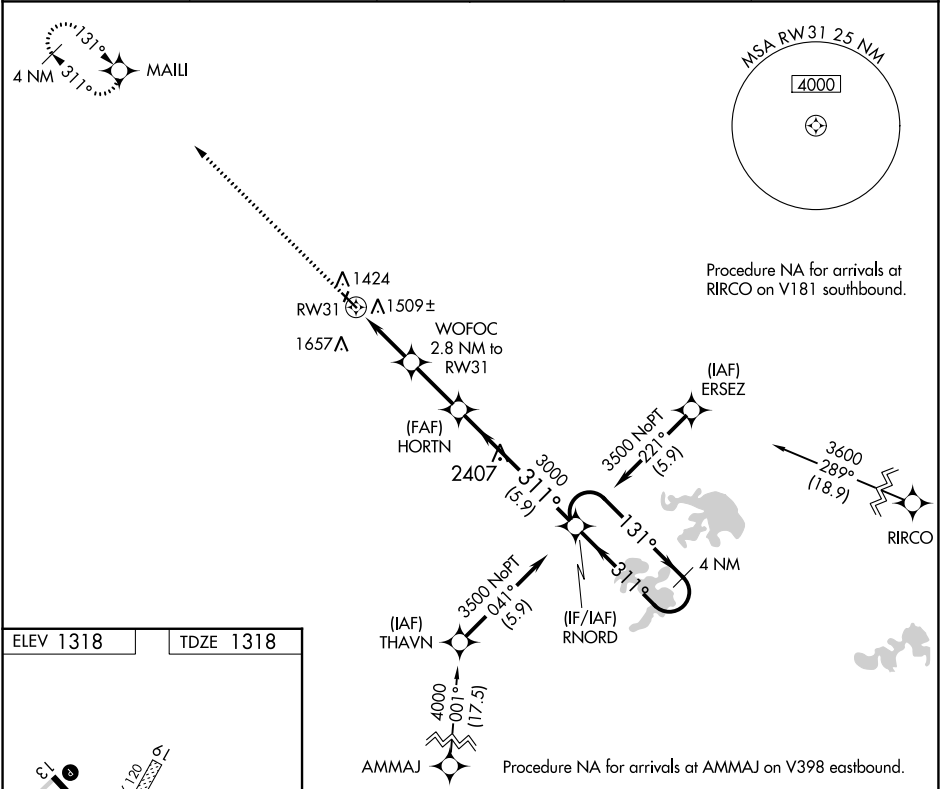 131°
4 NM
311°
MAILI
MSA RW31 25 NM
4000
Procedure NA for arrivals at
RIRCO on V181 southbound.
1424
RW31
1509±
1657
WOFOC
2.8 NM to
RW31
(FAF)
HORTN
(IAF)
ERSEZ
3500 NoPT
221°
(5.9)
2407
3000
311°
(5.9)
3600
289°
(18.9)
RIRCO
131°
4 NM
311°
(IF/IAF)
RNORD
3500 NoPT
041°
(5.9)
(IAF)
THAVN
4000
001°
(17.5)
AMMAJ
Procedure NA for arrivals at AMMAJ on V398 eastbound.
ELEV 1318
TDZE 1318
13
P
120
19